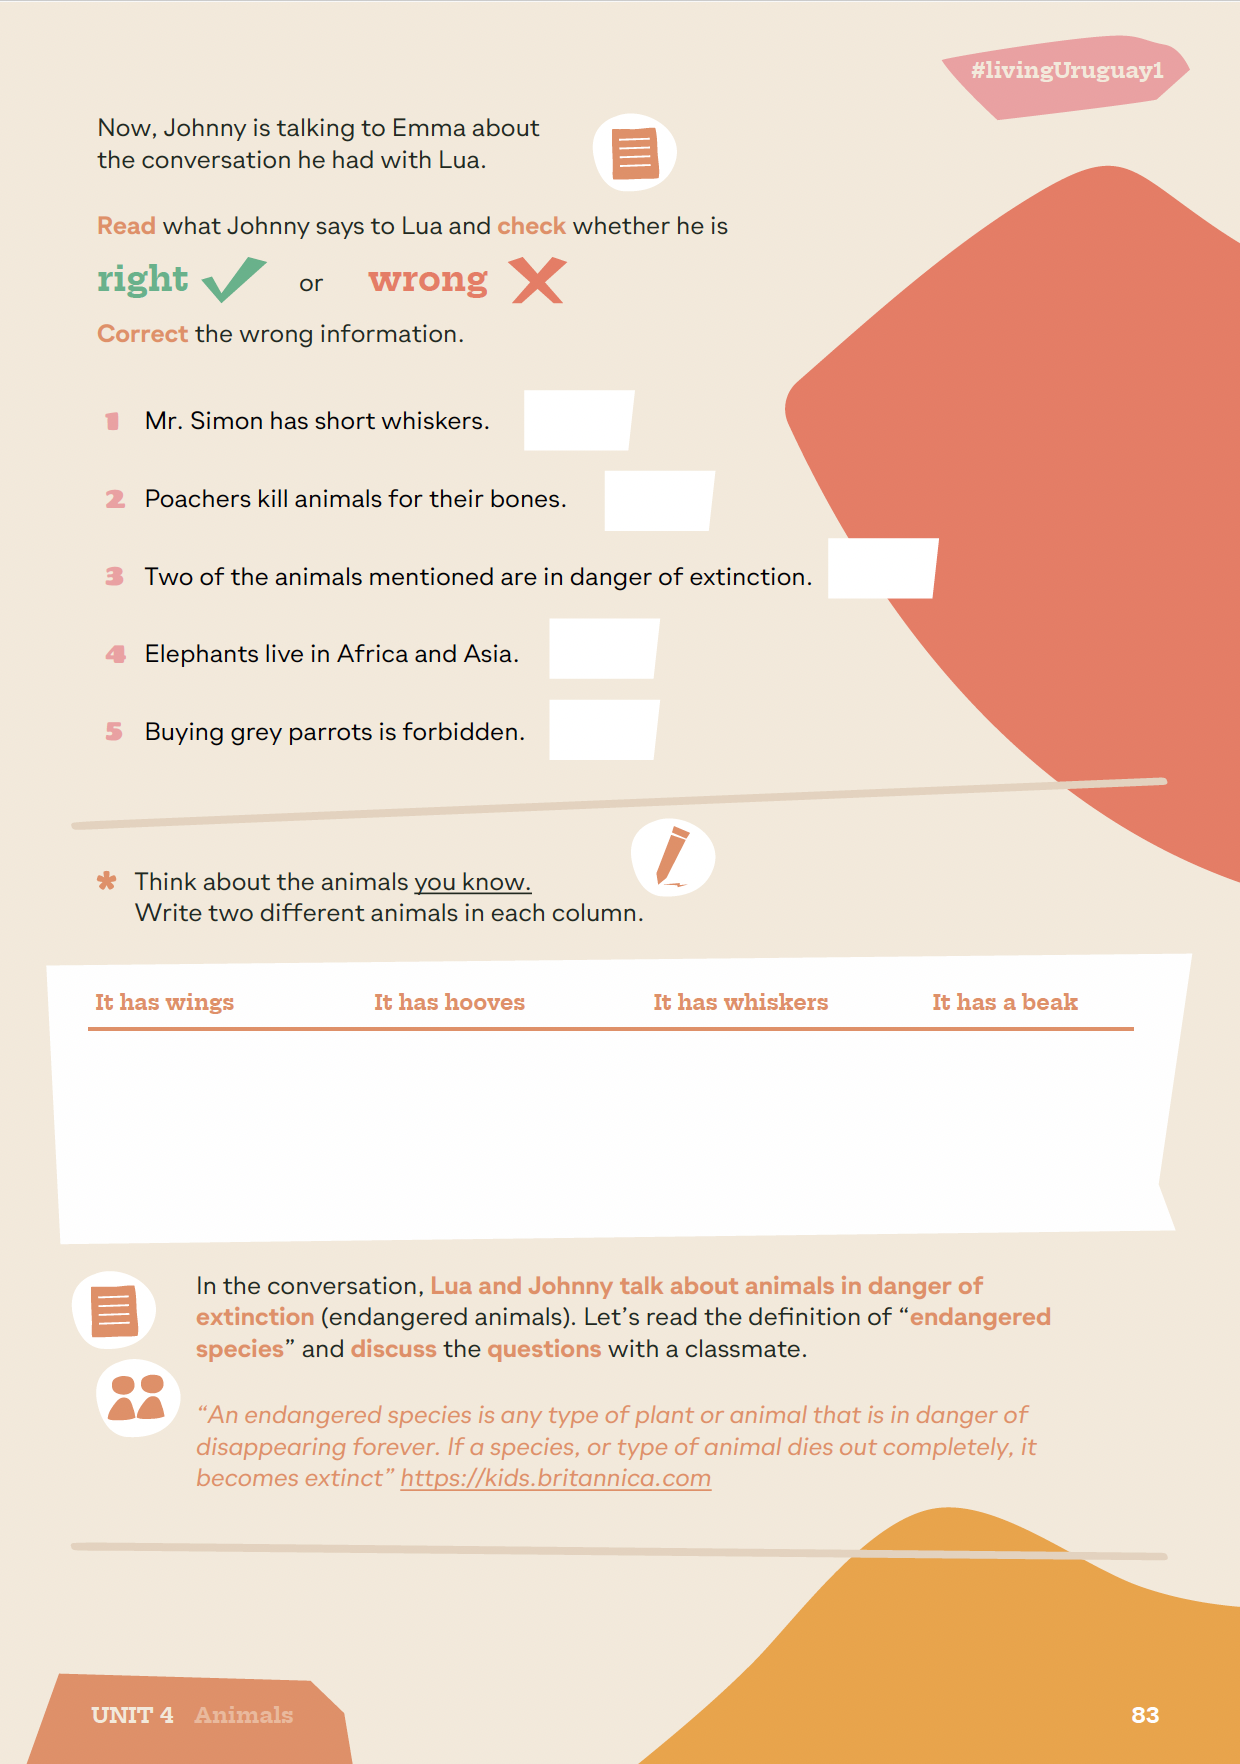 #livingUruguay1
Now, Johnny is talking to Emma about
the conversation he had with Lua.
Read what Johnny says to Lua and check whether he is
right or wrong
Correct the wrong information.
1 Mr. Simon has short whiskers.
2 Poachers kill animals for their bones.
3 Two of the animals mentioned are in danger of extinction.
4 Elephants live in Africa and Asia.
5 Buying grey parrots is forbidden.
* Think about the animals you know.
Write two different animals in each column.
It has wings It has hooves It has whiskers It has a beak
In the conversation, Lua and Johnny talk about animals in danger of
extinction (endangered animals). Let’s read the definition of “endangered
species” and discuss the questions with a classmate.
“An endangered species is any type of plant or animal that is in danger of
disappearing forever. If a species, or type of animal dies out completely, it
becomes extinct” https://kids.britannica.com
UNIT 4 Animals
83